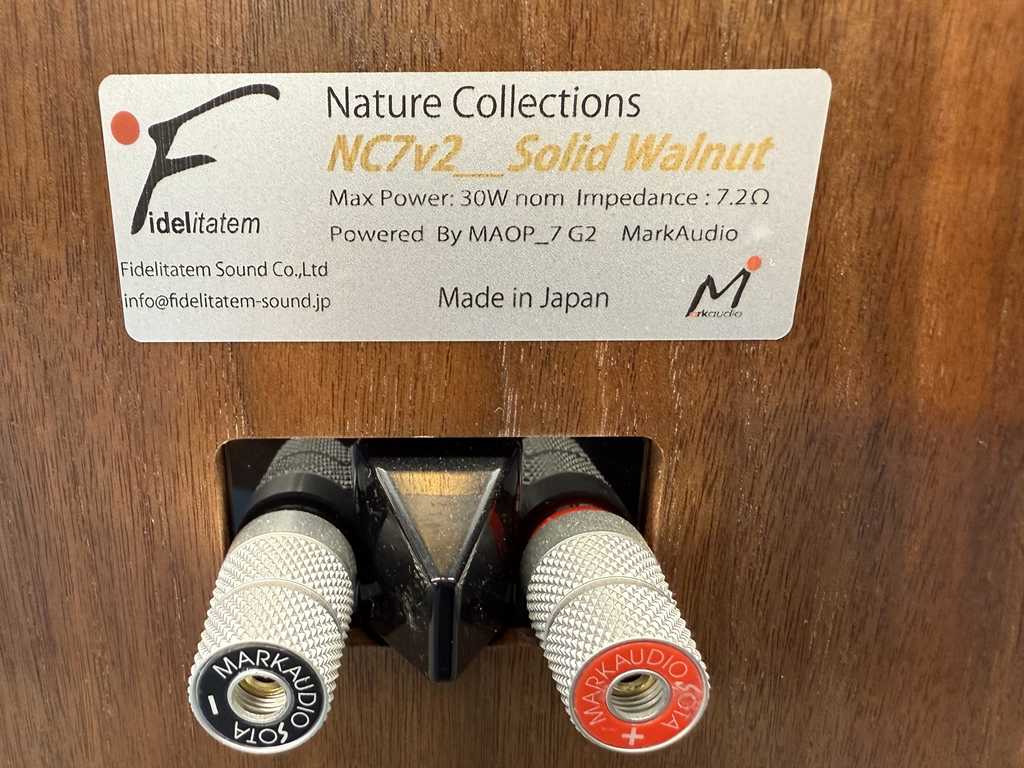 Nature Collections
NC7v2__Solid Walnut
Max Power: 30W nom Impedance : 7.2Ω
Powered By MAOP_7 G2 MarkAudio
Fidelitatem
Fidelitatem Sound Co.,Ltd
info@fidelitatem-sound.jp
Made in Japan
Markaudio
MARKAUDIO SOTA
-
MARKAUDIO SOTA
+